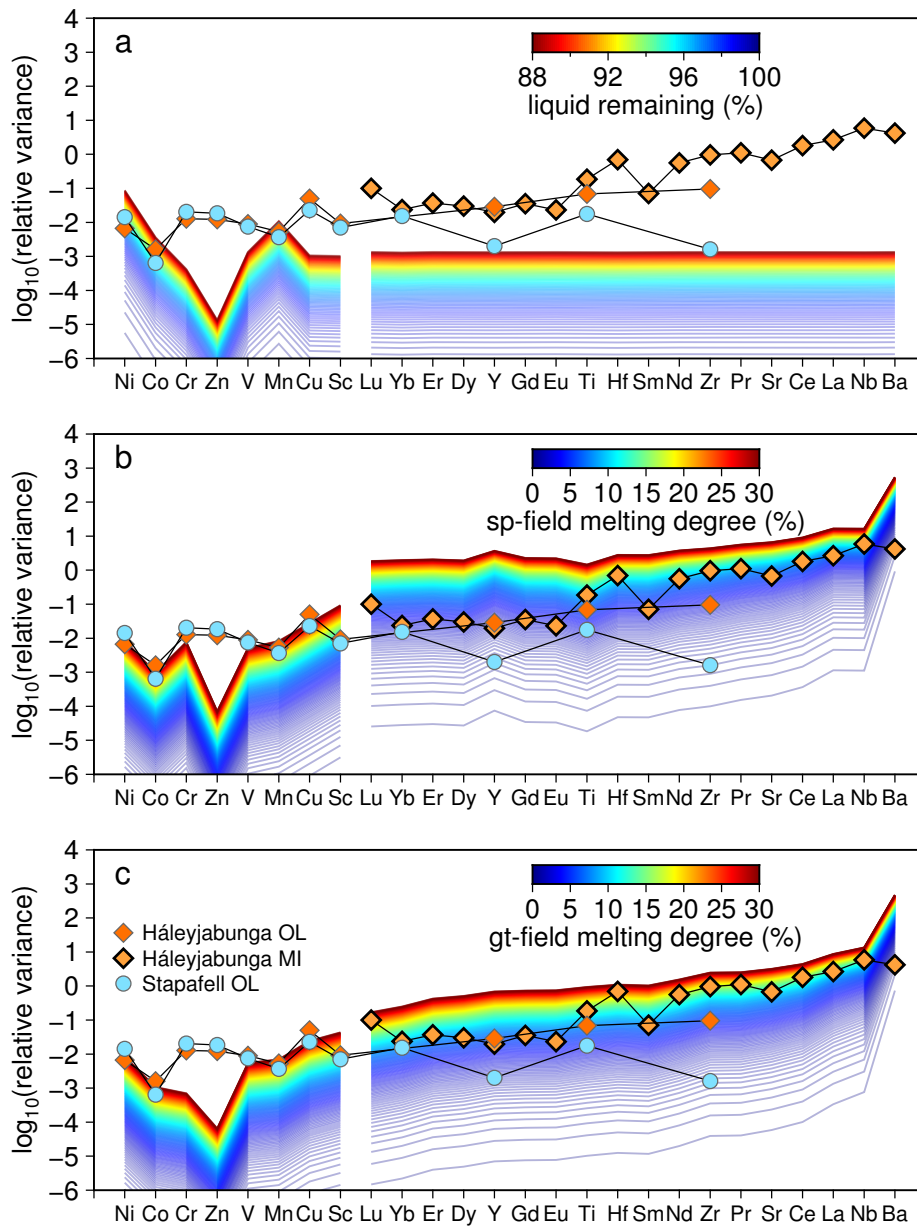 a
4
3
2
1
0
−1
−2
−3
−4
−5
−6
log₁₀(relative variance)
88 92 96 100
liquid remaining (%)
Ni Co Cr Zn V Mn Cu Sc Lu Yb Er Dy Y Gd Eu Ti Hf Sm Nd Zr Pr Sr Ce La Nb Ba
b
4
3
2
1
0
−1
−2
−3
−4
−5
−6
log₁₀(relative variance)
0 5 10 15 20 25 30
sp-field melting degree (%)
Ni Co Cr Zn V Mn Cu Sc Lu Yb Er Dy Y Gd Eu Ti Hf Sm Nd Zr Pr Sr Ce La Nb Ba
c
4
3
2
1
0
−1
−2
−3
−4
−5
−6
log₁₀(relative variance)
0 5 10 15 20 25 30
gt-field melting degree (%)
Háleyjabunga OL
Háleyjabunga MI
Stapafell OL
Ni Co Cr Zn V Mn Cu Sc Lu Yb Er Dy Y Gd Eu Ti Hf Sm Nd Zr Pr Sr Ce La Nb Ba